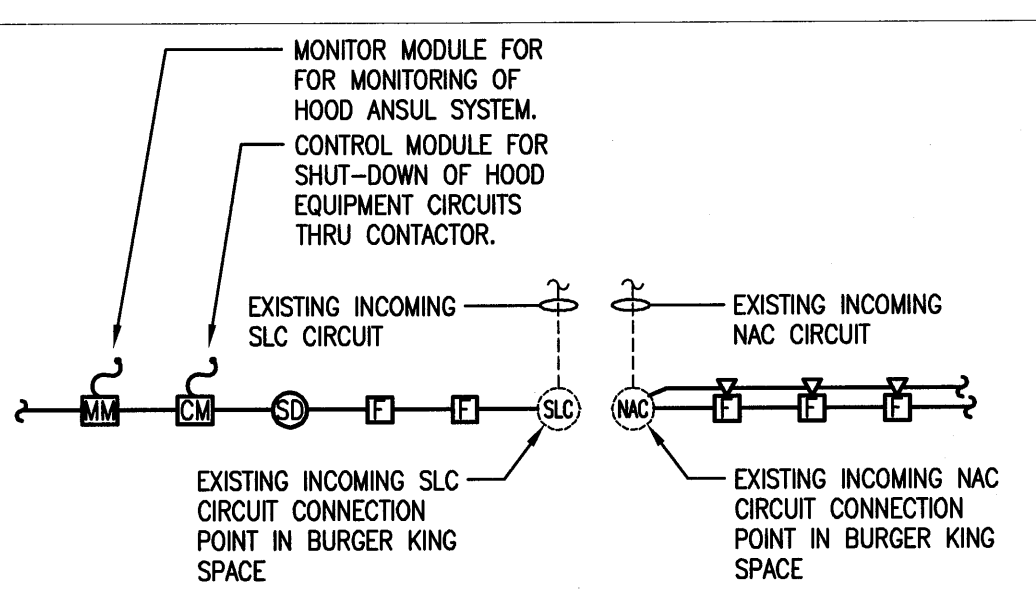 MONITOR MODULE FOR
FOR MONITORING OF
HOOD ANSUL SYSTEM.
CONTROL MODULE FOR
SHUT-DOWN OF HOOD
EQUIPMENT CIRCUITS
THRU CONTACTOR.
EXISTING INCOMING
SLC CIRCUIT
EXISTING INCOMING
NAC CIRCUIT
MM CM SD F F SLC NAC F F F
EXISTING INCOMING SLC
CIRCUIT CONNECTION
POINT IN BURGER KING
SPACE
EXISTING INCOMING NAC
CIRCUIT CONNECTION
POINT IN BURGER KING
SPACE